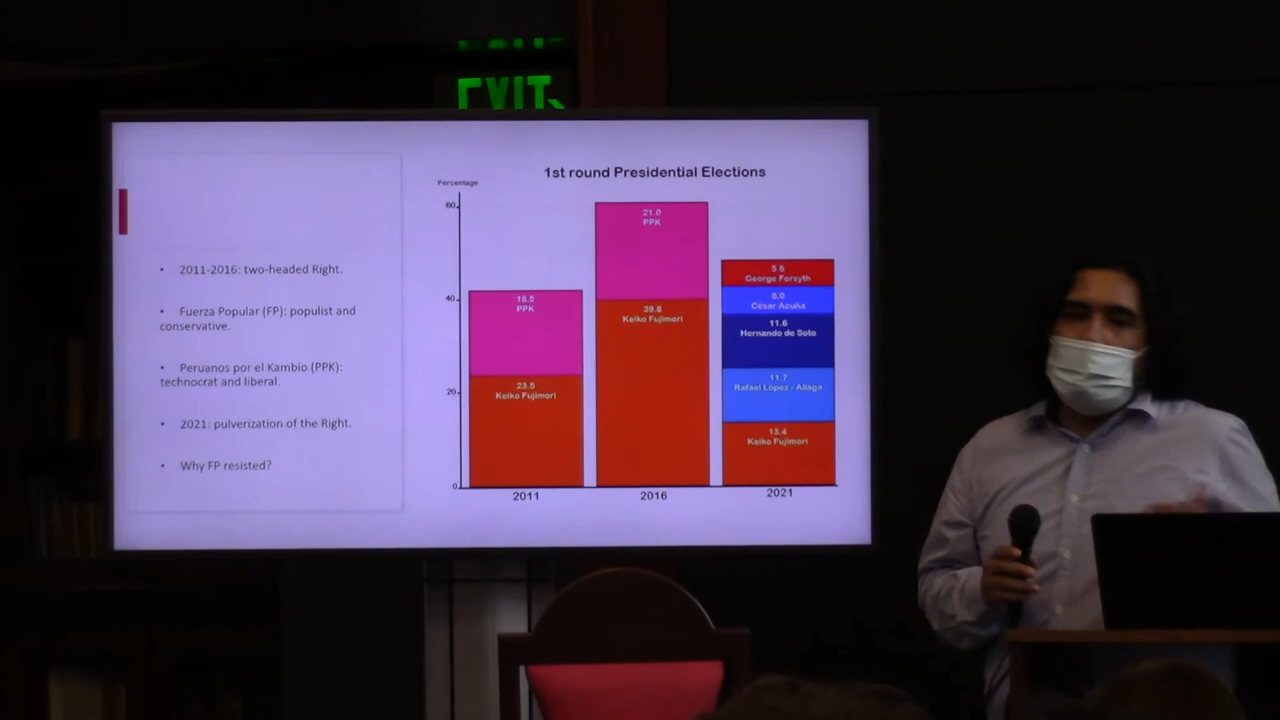 EXIT
2011-2016: two-headed Right.
Fuerza Popular (FP): populist and
conservative.
Peruanos por el Kambio (PPK):
technocrat and liberal.
2021: pulverization of the Right.
Why FP resisted?
1st round Presidential Elections
Percentage
60
40
20
0
18.5
PPK
23.5
Keiko Fujimori
2011
21.0
PPK
39.8
Keiko Fujimori
2016
5.6
George Forsyth
6.0
César Acuña
11.6
Hernando de Soto
11.7
Rafael López - Aliaga
13.4
Keiko Fujimori
2021